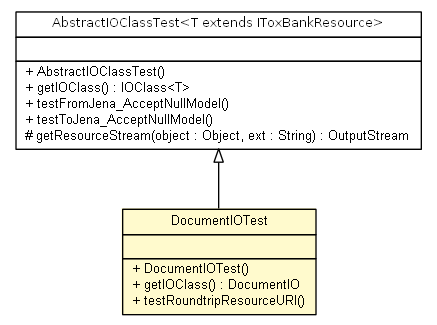 AbstractIOClassTest<T extends IToxBankResource>
+ AbstractIOClassTest()
+ getIOClass() : IOClass<T>
+ testFromJena_AcceptNullModel()
+ testToJena_AcceptNullModel()
# getResourceStream(object : Object, ext : String) : OutputStream
DocumentIOTest
+ DocumentIOTest()
+ getIOClass() : DocumentIO
+ testRoundtripResourceURI()